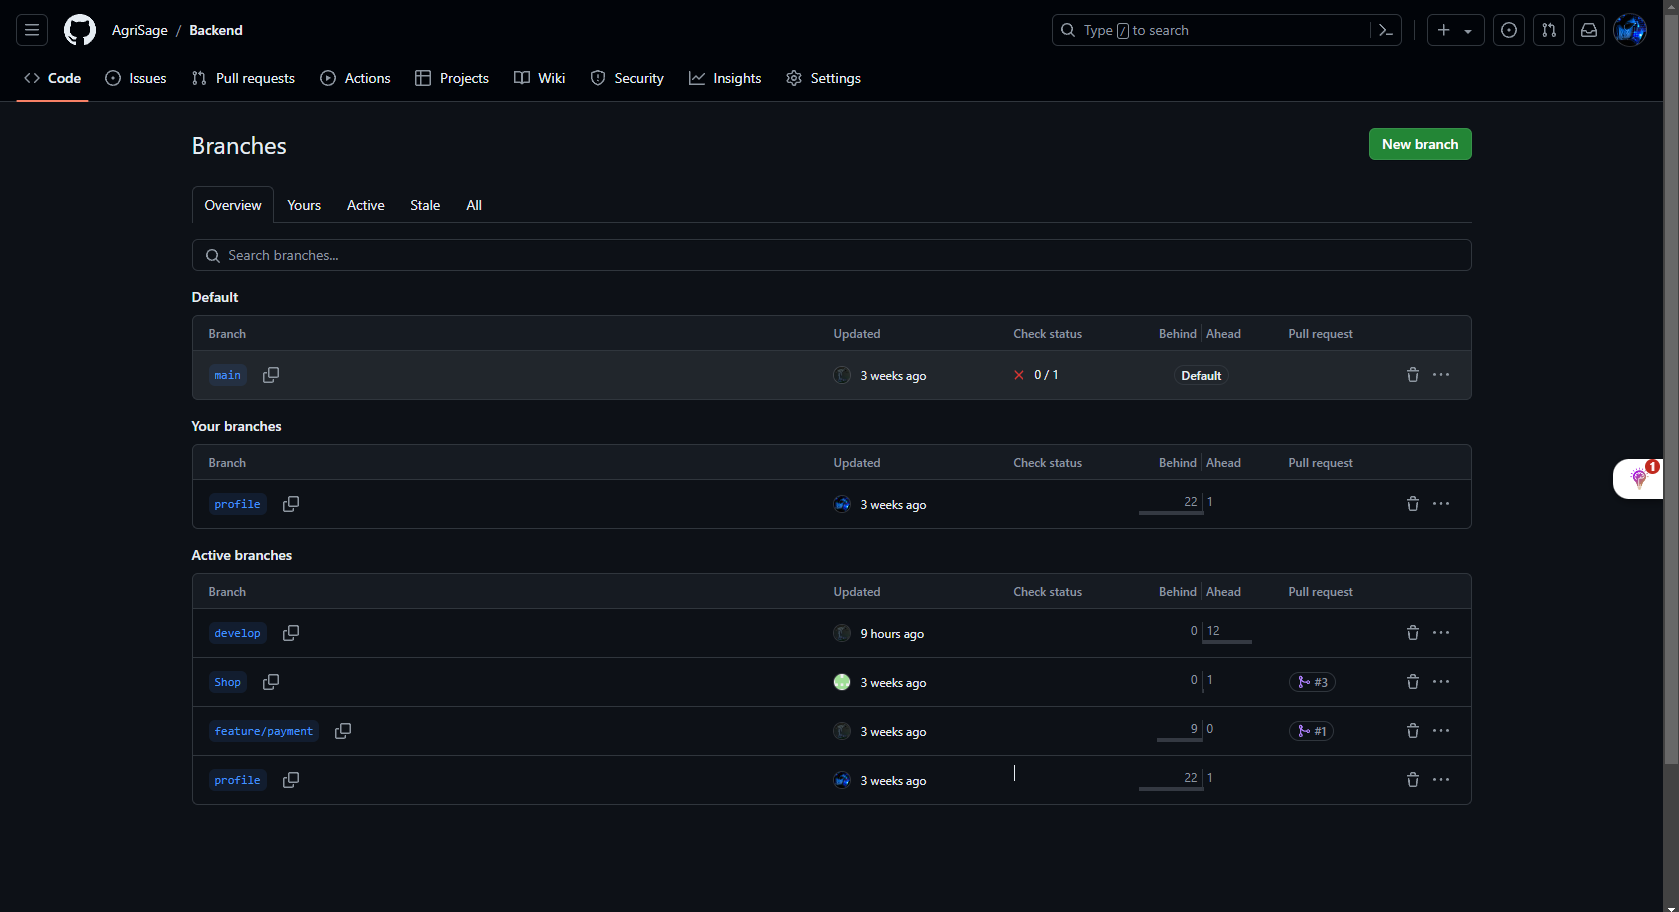 AgriSage / Backend
Type / to search
Code Issues Pull requests Actions Projects Wiki Security Insights Settings
Branches
New branch
Overview Yours Active Stale All
Search branches...
Default
Branch Updated Check status Behind Ahead Pull request
main 3 weeks ago 0 / 1 Default
Your branches
Branch Updated Check status Behind Ahead Pull request
profile 3 weeks ago 22 1
1
Active branches
Branch Updated Check status Behind Ahead Pull request
develop 9 hours ago 0 12
Shop 3 weeks ago 0 1 #3
feature/payment 3 weeks ago 9 0 #1
profile 3 weeks ago 22 1